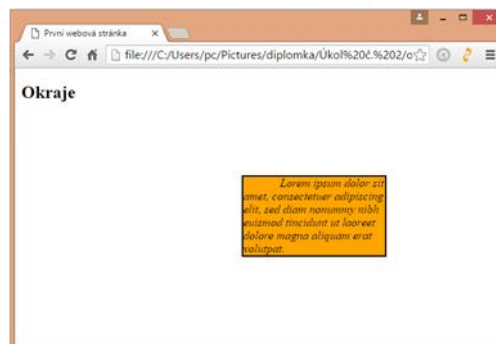 První webová stránka
file:///C:/Users/pc/Pictures/diplomka/Úkol%20č.%202/o
Okraje
Lorem ipsum dolor sit
amet, consectetuer adipiscing
elit, sed diam nonummy nibh
euismod tincidunt ut laoreet
dolore magna aliquam erat
volutpat.